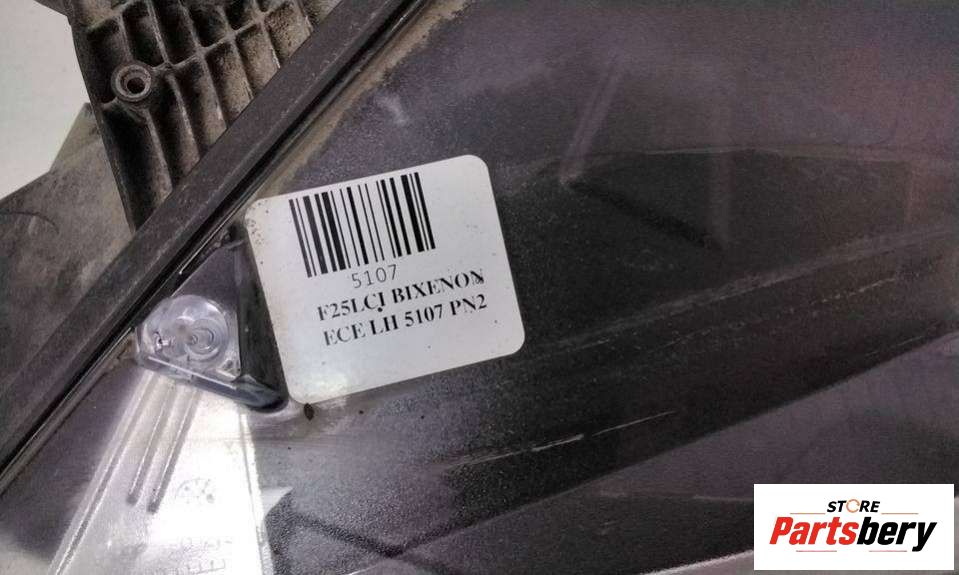 5107
F25LCI BIXENON
ECE LH 5107 PN2
STORE
Partsbery